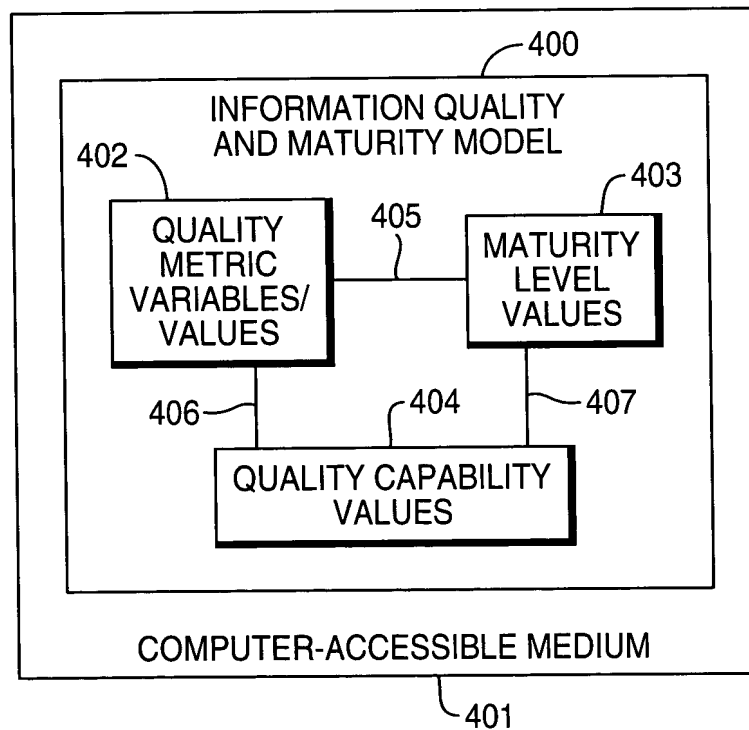 400
INFORMATION QUALITY
AND MATURITY MODEL
402
403
QUALITY
METRIC
VARIABLES/
VALUES
405
MATURITY
LEVEL
VALUES
406
404
407
QUALITY CAPABILITY
VALUES
COMPUTER-ACCESSIBLE MEDIUM
401